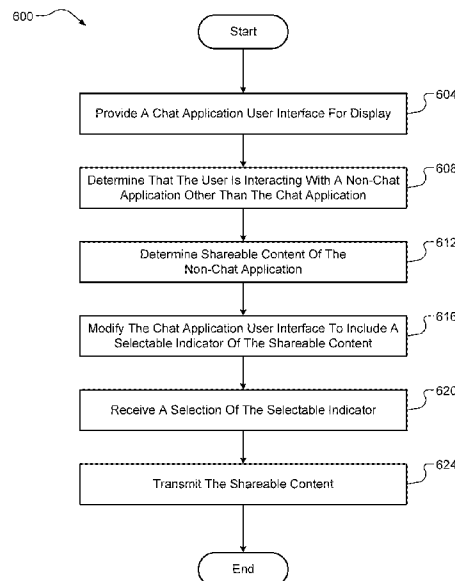 600
Start
604
Provide A Chat Application User Interface For Display
608
Determine That The User Is Interacting With A Non-Chat
Application Other Than The Chat Application
612
Determine Shareable Content Of The
Non-Chat Application
616
Modify The Chat Application User Interface To Include A
Selectable Indicator Of The Shareable Content
620
Receive A Selection Of The Selectable Indicator
624
Transmit The Shareable Content
End